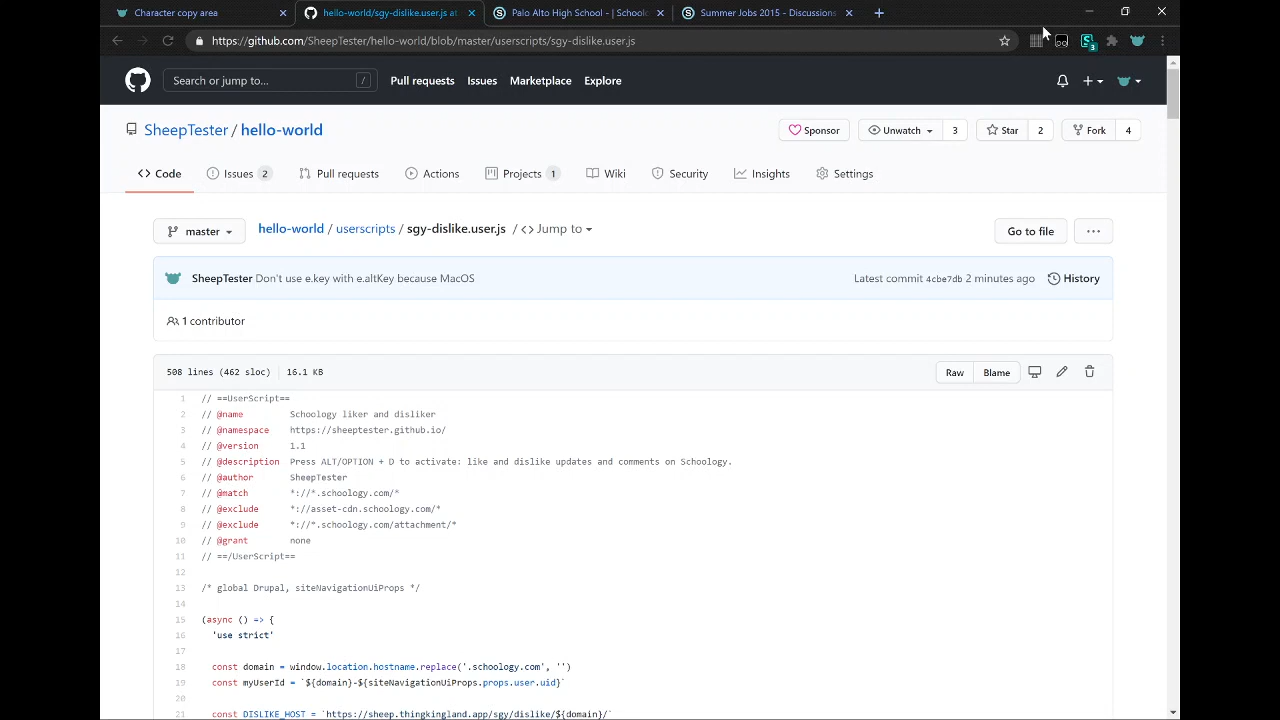 Character copy area
hello-world/sgy-dislike.user.js at
Palo Alto High School - | Schoolo
Summer Jobs 2015 - Discussions
https://github.com/SheepTester/hello-world/blob/master/userscripts/sgy-dislike.user.js
3
Search or jump to...
/
Pull requests
Issues
Marketplace
Explore
SheepTester / hello-world
Sponsor
Unwatch 3
Star 2
Fork 4
Code
Issues 2
Pull requests
Actions
Projects 1
Wiki
Security
Insights
Settings
master
hello-world / userscripts / sgy-dislike.user.js / <> Jump to
Go to file
...
SheepTester Don't use e.key with e.altKey because MacOS
Latest commit 4cbe7db 2 minutes ago
History
1 contributor
508 lines (462 sloc) 16.1 KB
Raw
Blame
1 // ==UserScript==
2 // @name Schoology liker and disliker
3 // @namespace https://sheeptester.github.io/
4 // @version 1.1
5 // @description Press ALT/OPTION + D to activate: like and dislike updates and comments on Schoology.
6 // @author SheepTester
7 // @match *://*.schoology.com/*
8 // @exclude *://asset-cdn.schoology.com/*
9 // @exclude *://*.schoology.com/attachment/*
10 // @grant none
11 // ==/UserScript==
12
13 /* global Drupal, siteNavigationUiProps */
14
15 (async () => {
16 'use strict'
17
18 const domain = window.location.hostname.replace('.schoology.com', '')
19 const myUserId = `${domain}-${siteNavigationUiProps.props.user.uid}`
20
21 const DISLIKE_HOST = `https://sheep.thingkingland.app/sgy/dislike/${domain}/`